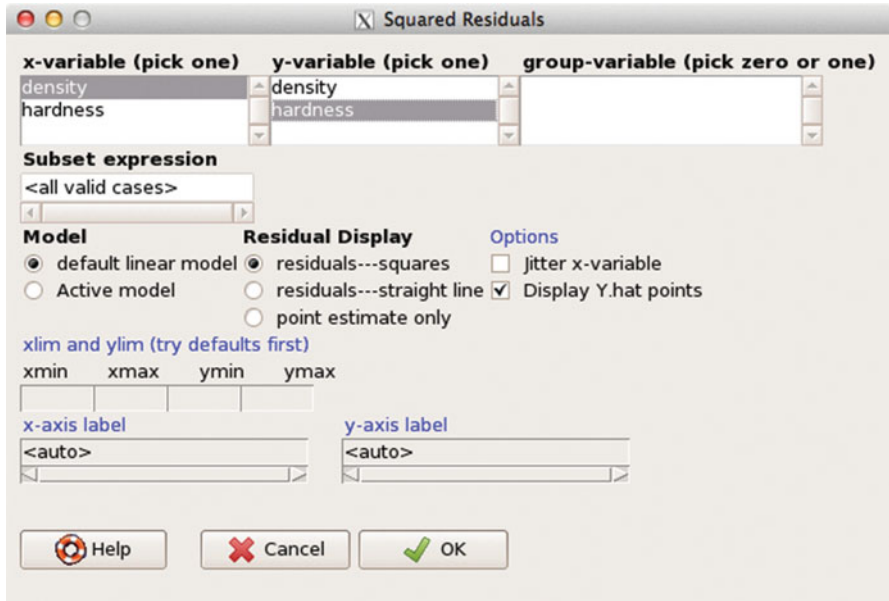 Squared Residuals
x-variable (pick one) y-variable (pick one) group-variable (pick zero or one)
density density
hardness hardness
Subset expression
<all valid cases>
Model Residual Display Options
default linear model residuals---squares Jitter x-variable
Active model residuals---straight line Display Y.hat points
point estimate only
xlim and ylim (try defaults first)
xmin xmax ymin ymax
x-axis label y-axis label
<auto> <auto>
Help Cancel OK